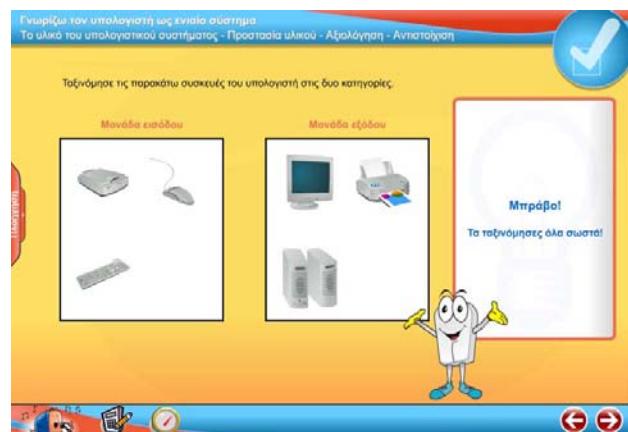 Γνωρίζω τον υπολογιστή ως ενιαίο σύστημα
Το υλικό του υπολογιστικού συστήματος - Προστασία υλικού - Αξιολόγηση - Αντιστοίχιση
Ταξινόμησε τις παρακάτω συσκευές του υπολογιστή στις δυο κατηγορίες.
Μονάδα εισόδου
Μονάδα εξόδου
Μπράβο!
Τα ταξινόμησες όλα σωστά!